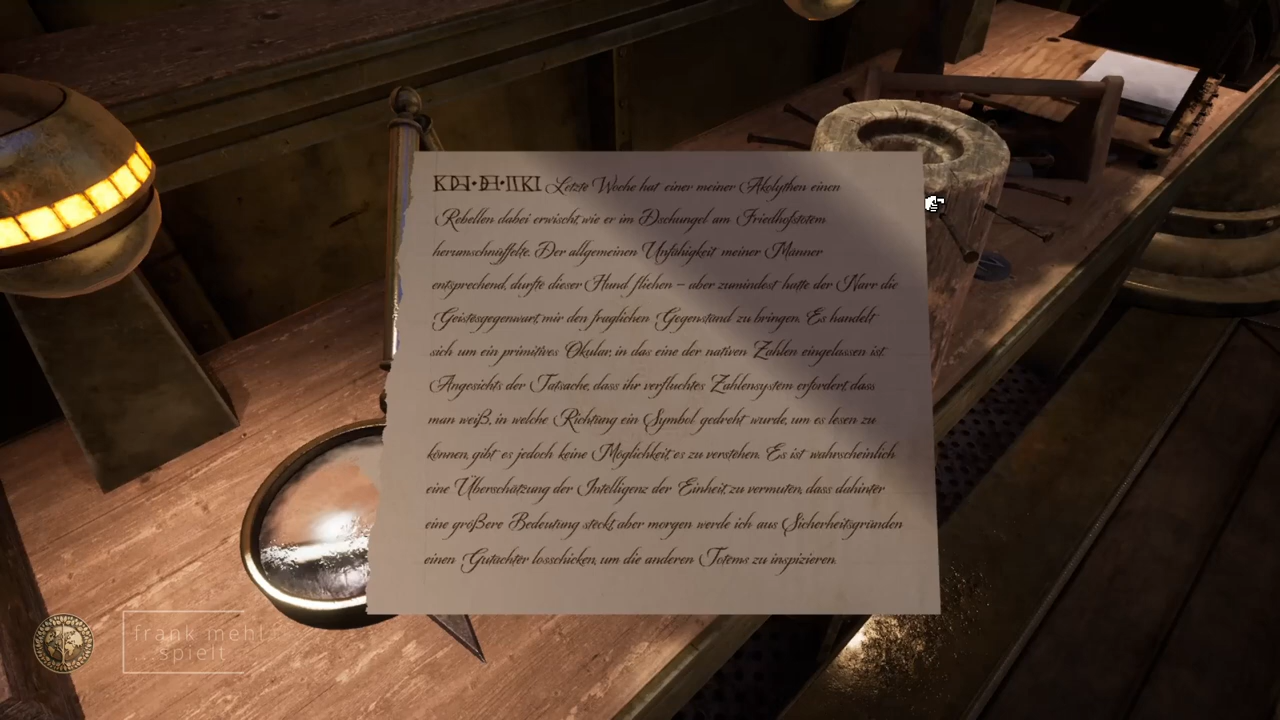 Letzte Woche hat einer meiner Akolythen einen
Rebellen dabei erwischt, wie er im Dschungel am Friedhofstotem
herumschnüffelte. Der allgemeinen Unfähigkeit meiner Männer
entsprechend, durfte dieser Hund fliehen – aber zumindest hatte der Narr die
Geistesgegenwart, mir den fraglichen Gegenstand zu bringen. Es handelt
sich um ein primitives Okular, in das eine der nativen Zahlen eingelassen ist.
Angesichts der Tatsache, dass ihr verfluchtes Zahlensystem erfordert, dass
man weiß, in welche Richtung ein Symbol gedreht wurde, um es lesen zu
können, gibt es jedoch keine Möglichkeit, es zu verstehen. Es ist wahrscheinlich
eine Überschätzung der Intelligenz der Einheit, zu vermuten, dass dahinter
eine größere Bedeutung steckt, aber morgen werde ich aus Sicherheitsgründen
einen Gutachter losschicken, um die anderen Totems zu inspizieren.
frank mehl
...spielt